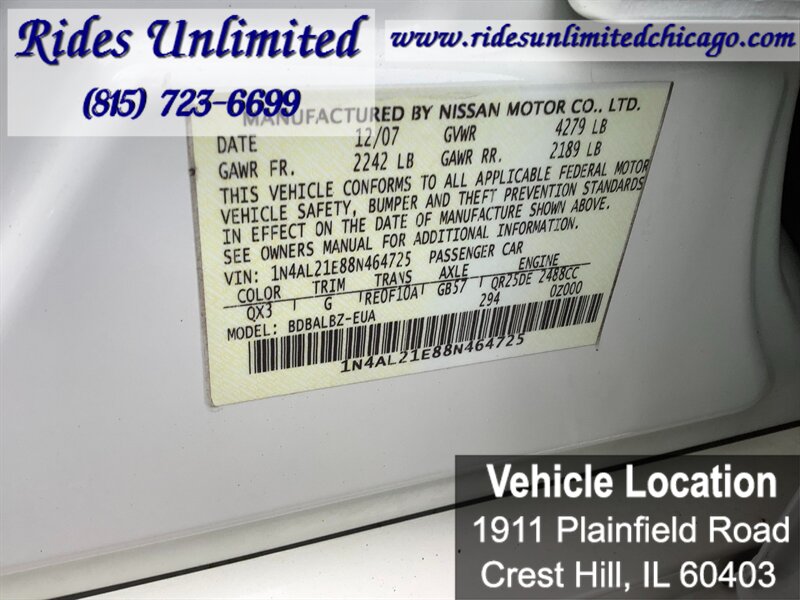 Rides Unlimited
(815) 723-6699
www.ridesunlimitedchicago.com
MANUFACTURED BY NISSAN MOTOR CO., LTD.
DATE 12/07 GVWR 4279 LB
GAWR FR. 2242 LB GAWR RR. 2189 LB
THIS VEHICLE CONFORMS TO ALL APPLICABLE FEDERAL MOTOR
VEHICLE SAFETY, BUMPER AND THEFT PREVENTION STANDARDS
IN EFFECT ON THE DATE OF MANUFACTURE SHOWN ABOVE.
SEE OWNERS MANUAL FOR ADDITIONAL INFORMATION.
VIN: 1N4AL21E88N464725 PASSENGER CAR
COLOR TRIM TRANS AXLE ENGINE
QX3 G RE0F10A GB57 QR25DE 2488CC
MODEL: BDBALBZ-EUA 294 0Z000
1N4AL21E88N464725
Vehicle Location
1911 Plainfield Road
Crest Hill, IL 60403